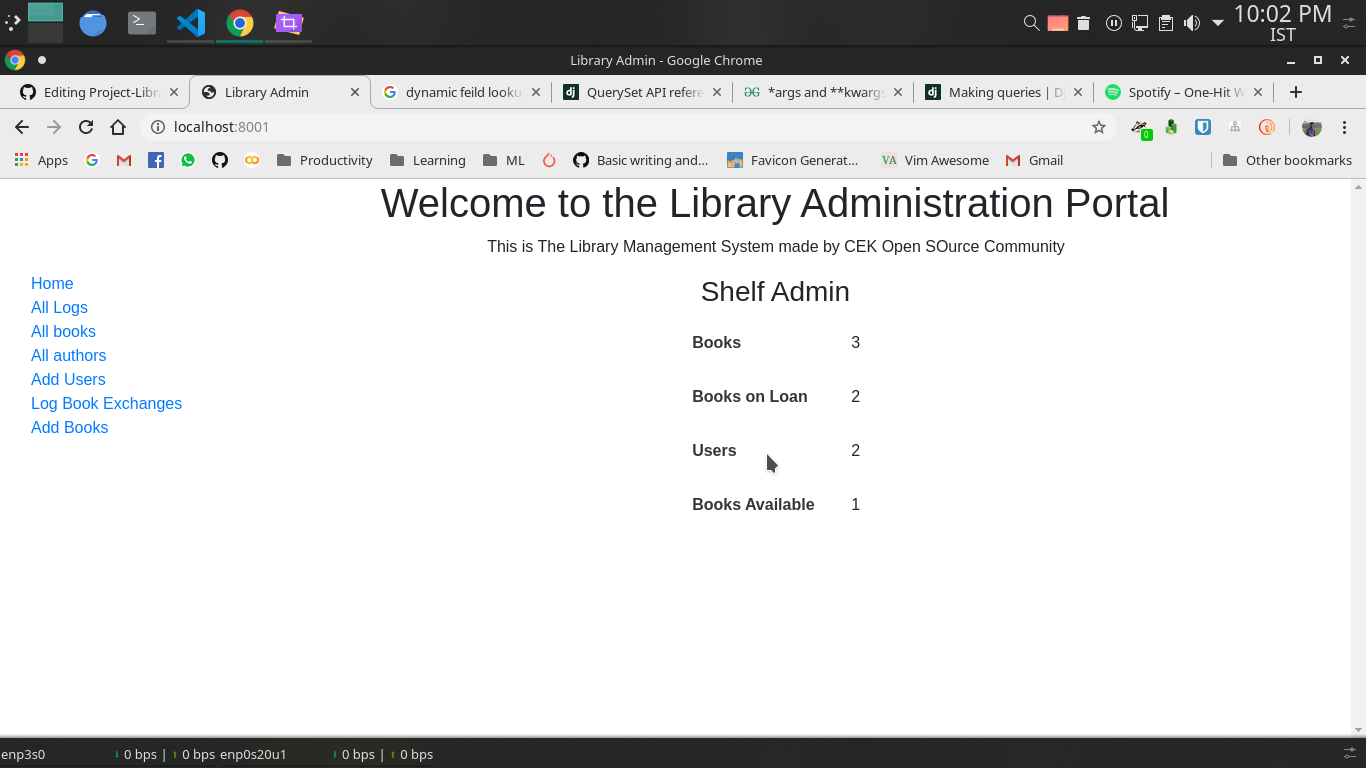 10:02 PM
IST
Library Admin - Google Chrome
Editing Project-Libra
Library Admin
dynamic feild looku
QuerySet API refere
*args and **kwargs
Making queries | D
Spotify – One-Hit W
localhost:8001
0
Apps
Productivity
Learning
ML
Basic writing and...
Favicon Generat...
VA Vim Awesome
Gmail
Other bookmarks
Welcome to the Library Administration Portal
This is The Library Management System made by CEK Open SOurce Community
Home
All Logs
All books
All authors
Add Users
Log Book Exchanges
Add Books
Shelf Admin
Books 3
Books on Loan 2
Users 2
Books Available 1
enp3s0 ↓ 0 bps | ↑ 0 bps enp0s20u1 ↓ 0 bps | ↑ 0 bps